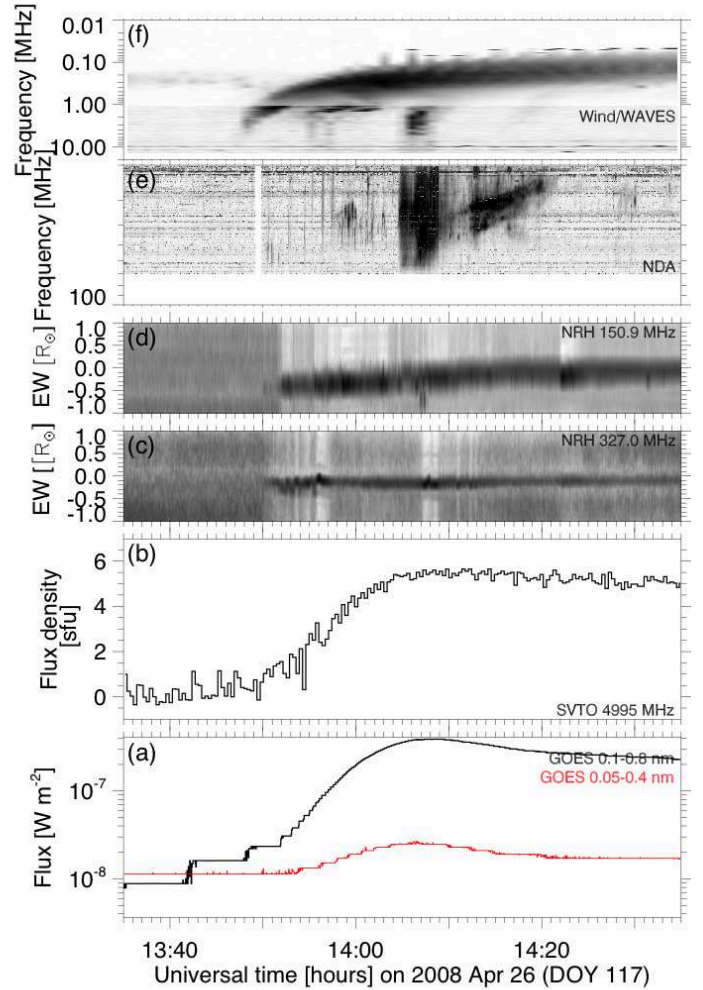 (f)
0.01
0.10
1.00
10.00
Frequency [MHz]
Wind/WAVES
(e)
100
Frequency [MHz]
NDA
(d)
1.0
0.5
0.0
-0.5
-1.0
EW [R☉]
NRH 150.9 MHz
(c)
1.0
0.5
0.0
-0.5
-1.0
EW [[R☉]
NRH 327.0 MHz
(b)
6
4
2
0
Flux density
[sfu]
SVTO 4995 MHz
(a)
10-7
10-8
Flux [W m-2]
GOES 0.1-0.8 nm
GOES 0.05-0.4 nm
13:40
14:00
14:20
Universal time [hours] on 2008 Apr 26 (DOY 117)